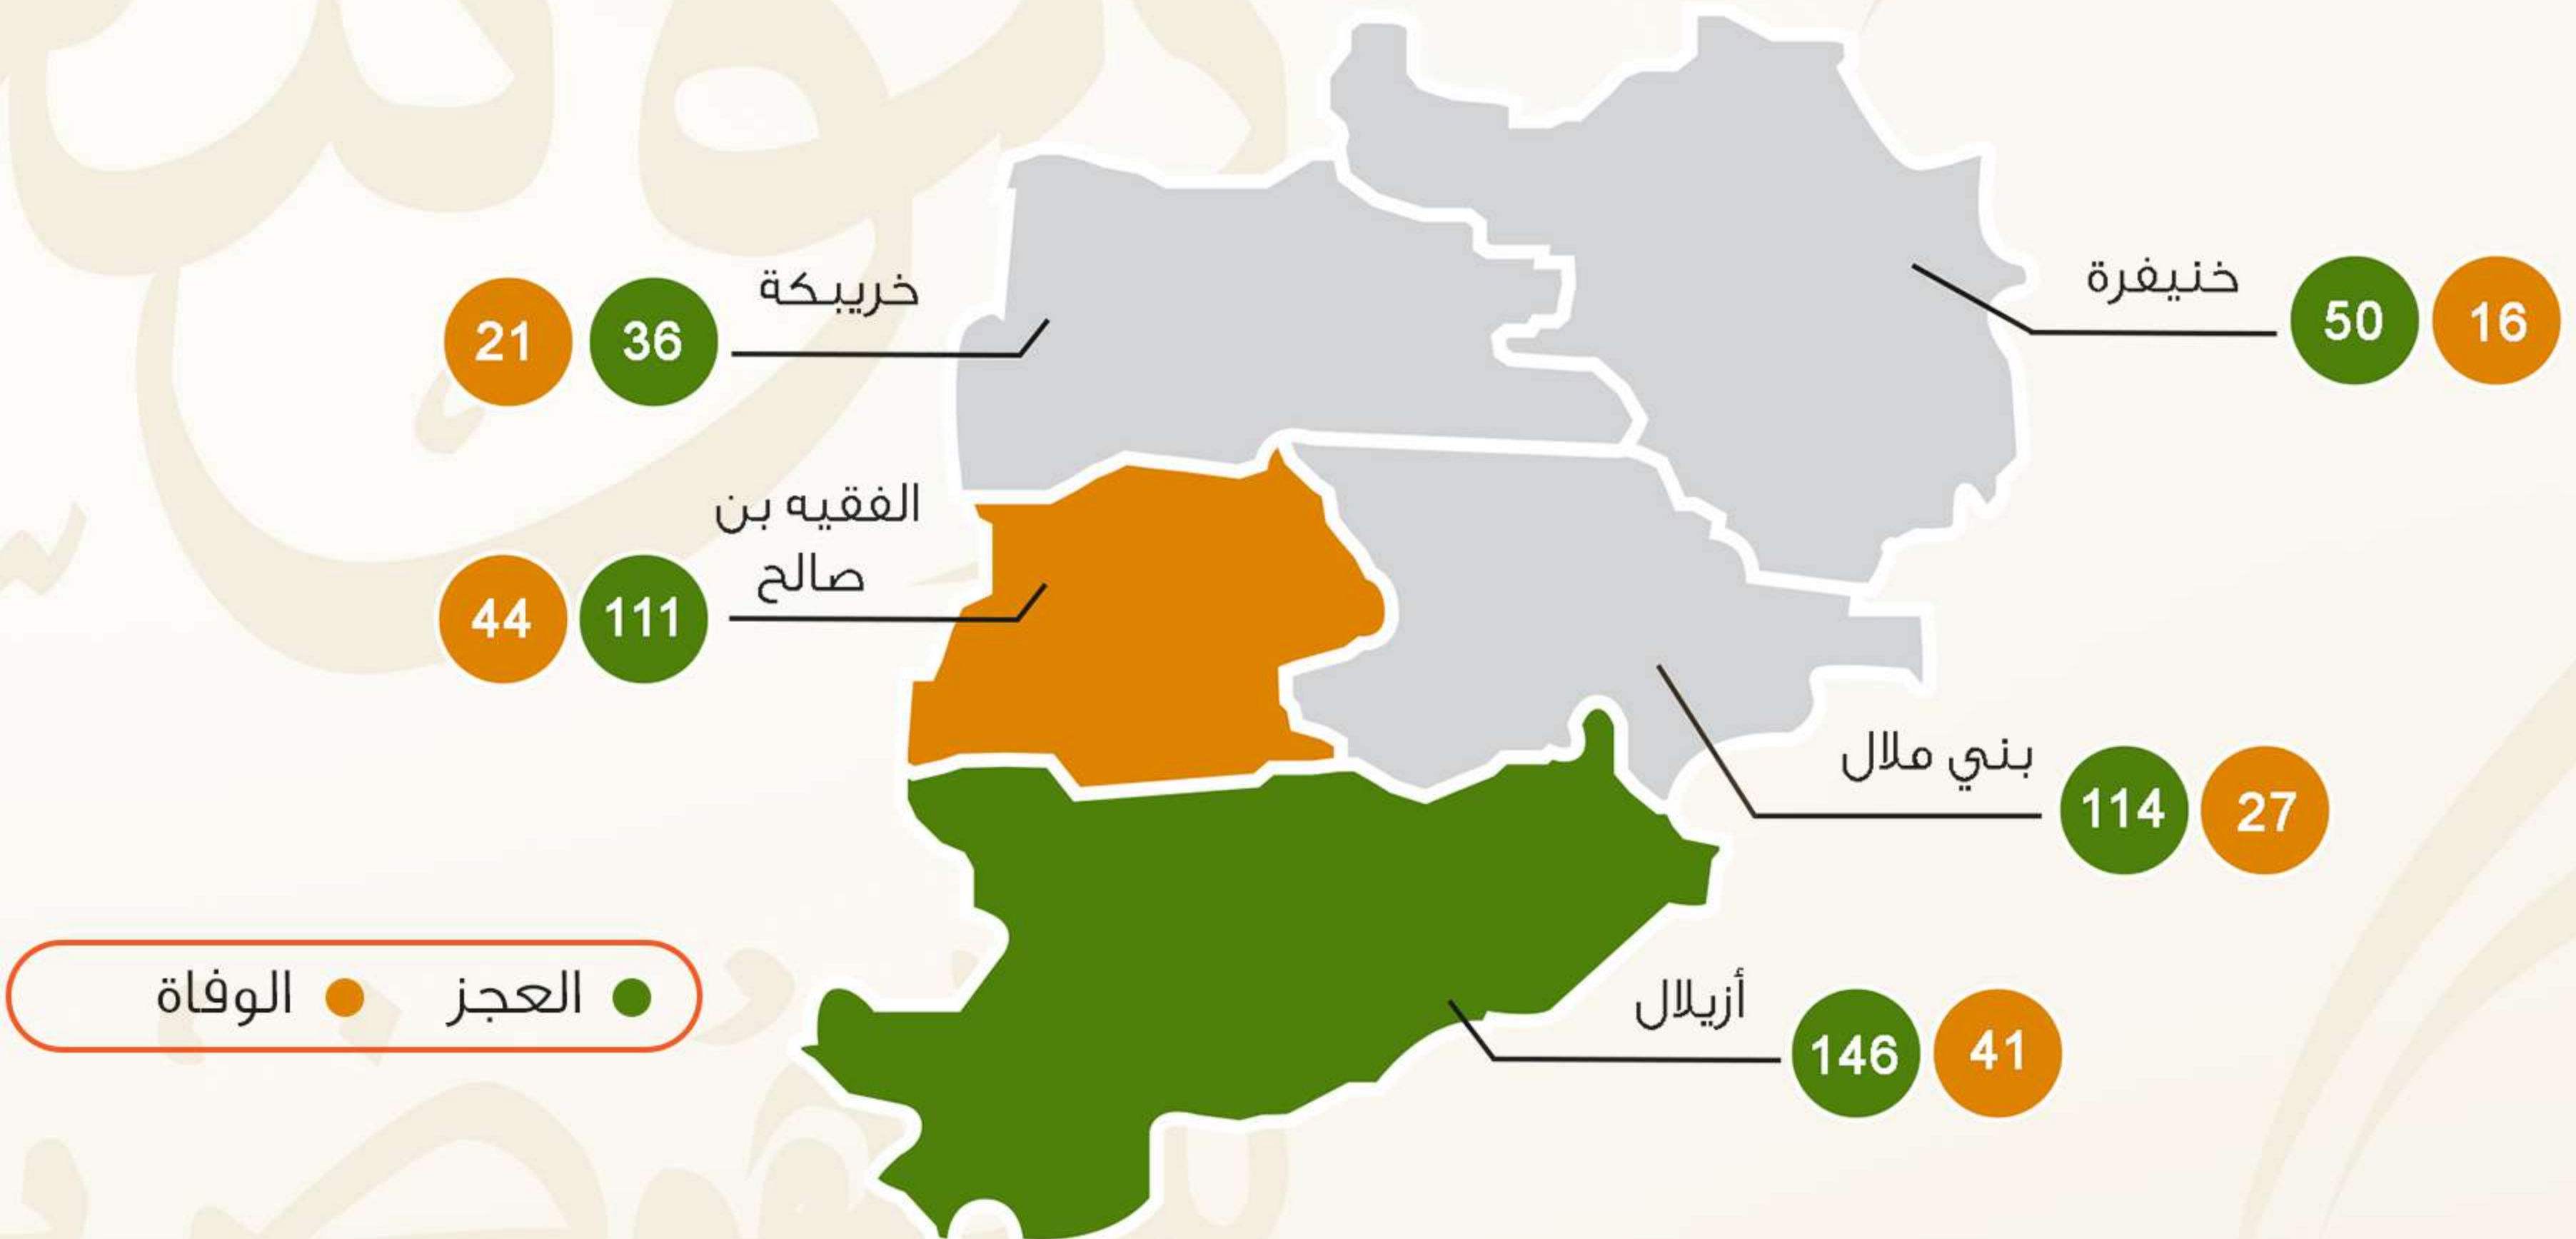 خنيفرة
50 16
خريبكة
21 36
الفقيه بن
صالح
44 111
بني ملال
114 27
أزيلال
146 41
العجز
الوفاة